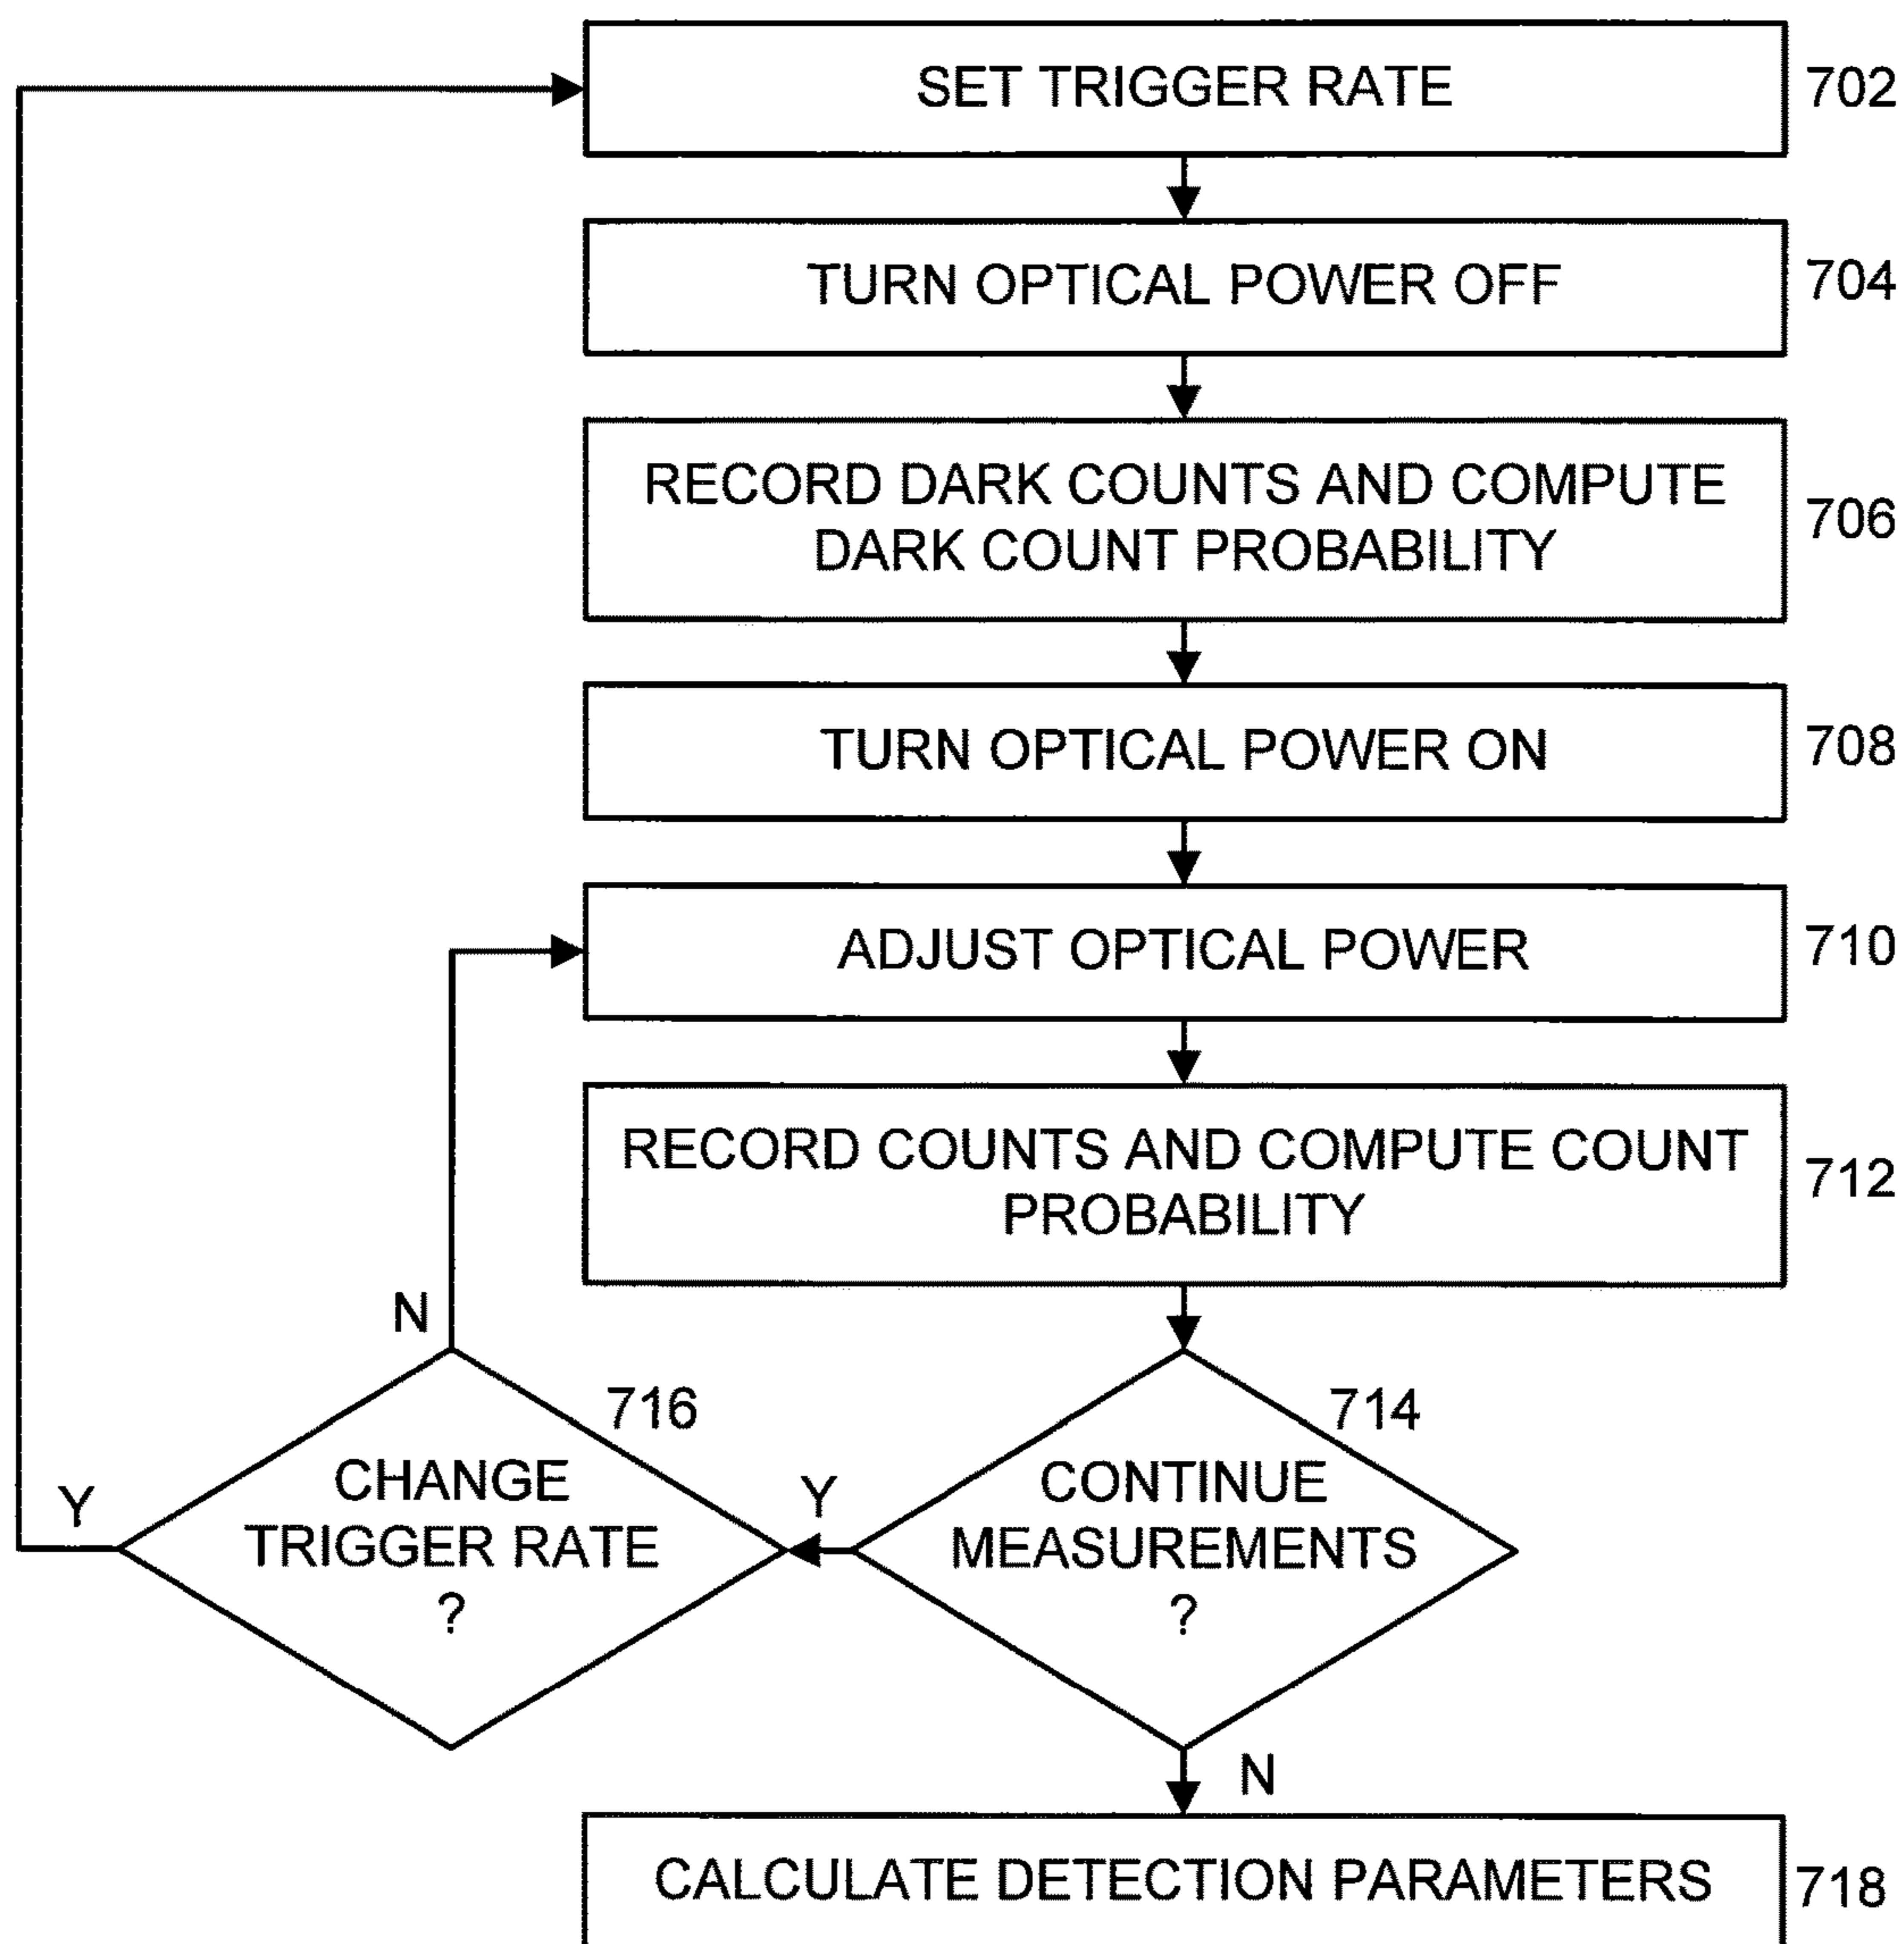 SET TRIGGER RATE
702
TURN OPTICAL POWER OFF
704
RECORD DARK COUNTS AND COMPUTE
DARK COUNT PROBABILITY
706
TURN OPTICAL POWER ON
708
ADJUST OPTICAL POWER
710
RECORD COUNTS AND COMPUTE COUNT
PROBABILITY
712
N
716
714
CHANGE
TRIGGER RATE
?
Y
Y
CONTINUE
MEASUREMENTS
?
N
CALCULATE DETECTION PARAMETERS
718